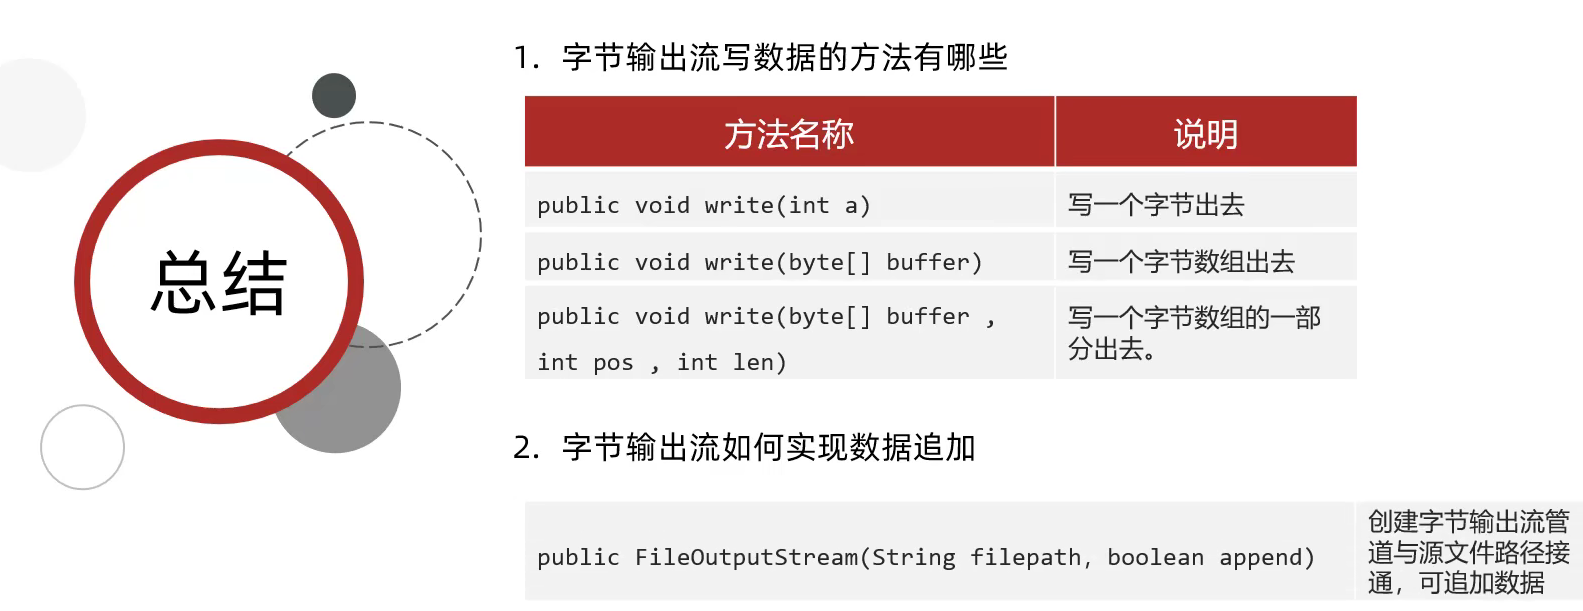 总结
1. 字节输出流写数据的方法有哪些
方法名称
说明
public void write(int a)
写一个字节出去
public void write(byte[] buffer)
写一个字节数组出去
public void write(byte[] buffer ,
int pos , int len)
写一个字节数组的一部
分出去。
2. 字节输出流如何实现数据追加
public FileOutputStream(String filepath, boolean append)
创建字节输出流管
道与源文件路径接
通，可追加数据